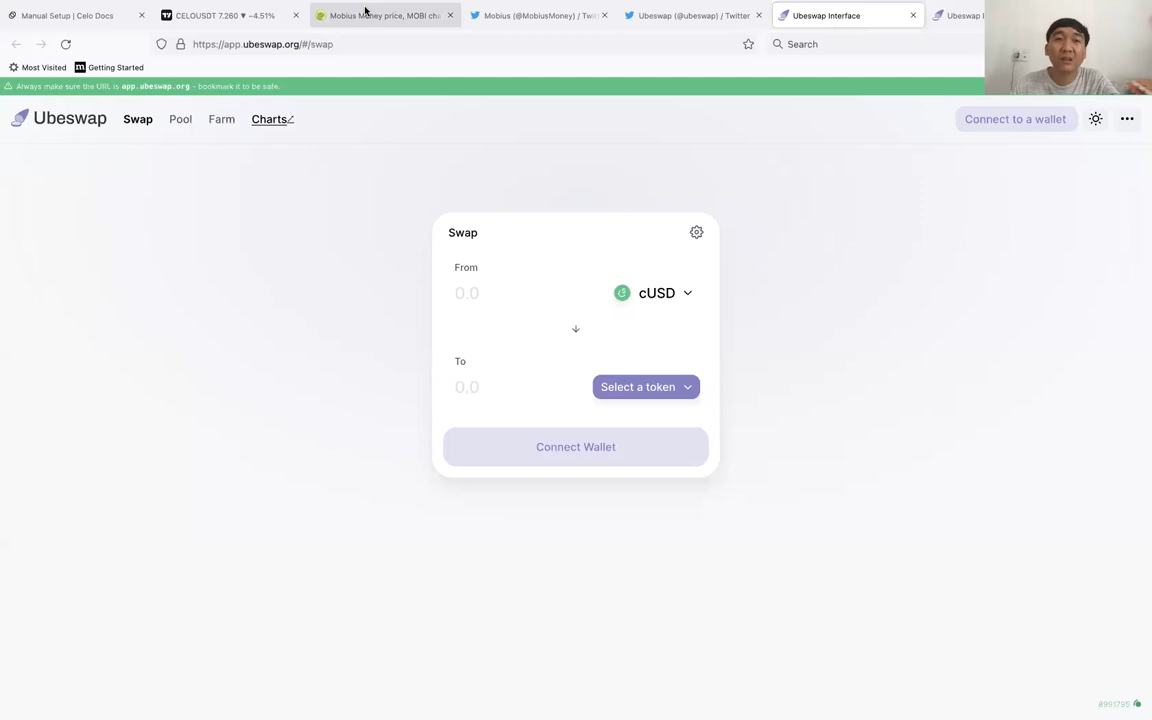 Manual Setup | Celo Docs
CELOUSDT 7.260 ▼ −4.51%
Mobius Money price, MOBI cha
Mobius (@MobiusMoney) / Twit
Ubeswap (@ubeswap) / Twitter
Ubeswap Interface
Ubeswap I
https://app.ubeswap.org/#/swap
Search
Most Visited
Getting Started
Always make sure the URL is app.ubeswap.org - bookmark it to be safe.
Ubeswap
Swap
Pool
Farm
Charts
Connect to a wallet
Swap
From
0.0
cUSD
To
0.0
Select a token
Connect Wallet
#991795